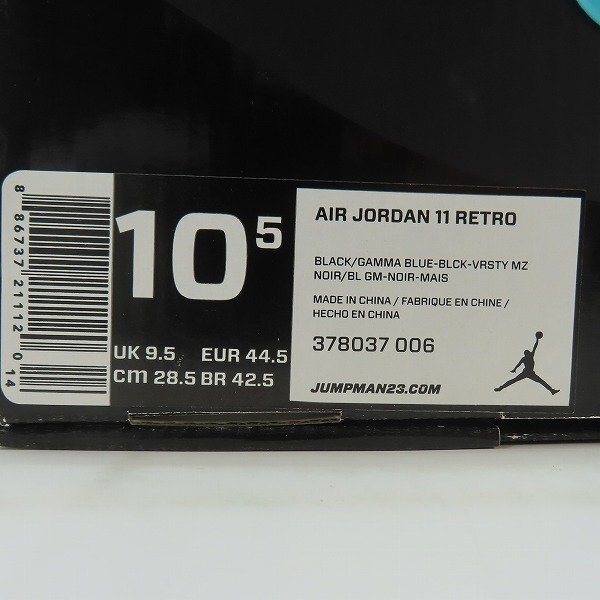 8 86737 21112 0 14
10 5
UK 9.5 EUR 44.5
cm 28.5 BR 42.5
AIR JORDAN 11 RETRO
BLACK/GAMMA BLUE-BLCK-VRSTY MZ
NOIR/BL GM-NOIR-MAIS
MADE IN CHINA / FABRIQUE EN CHINE /
HECHO EN CHINA
378037 006
JUMPMAN23.COM